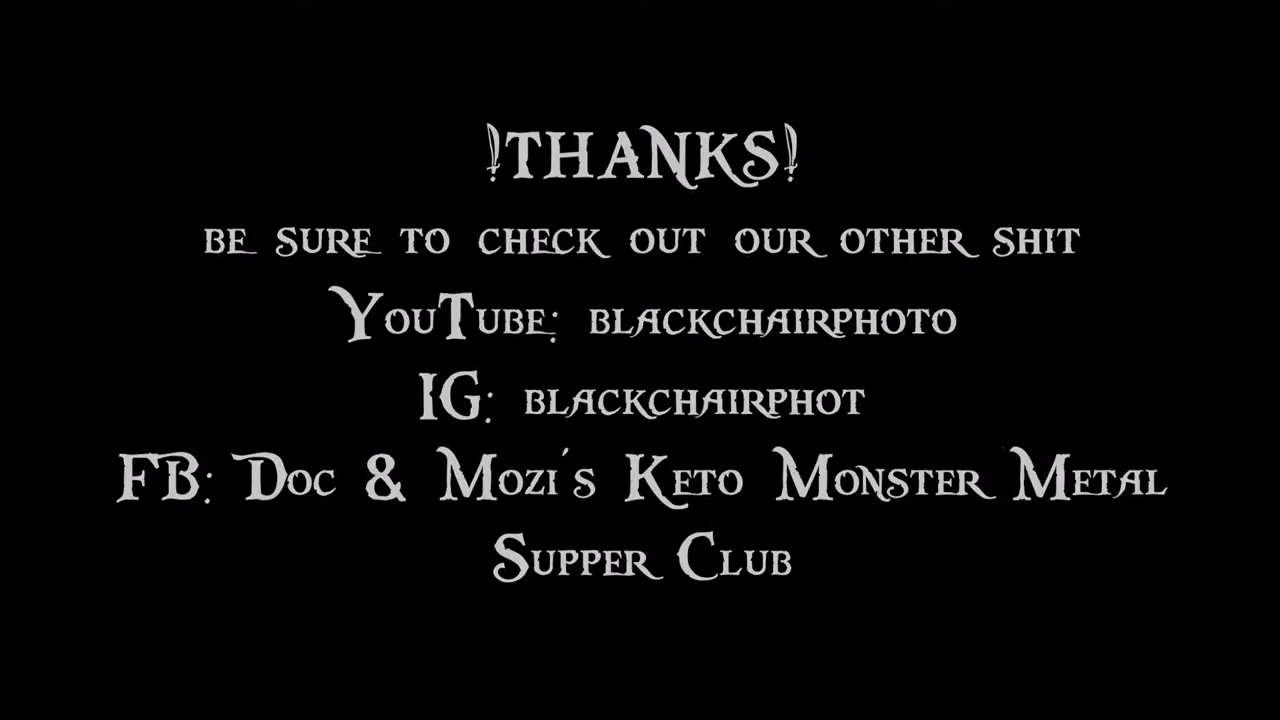 !THANKS!
be sure to check out our other shit
YouTube: blackchairphoto
IG: blackchairphot
FB: Doc & Mozi's Keto Monster Metal
Supper Club